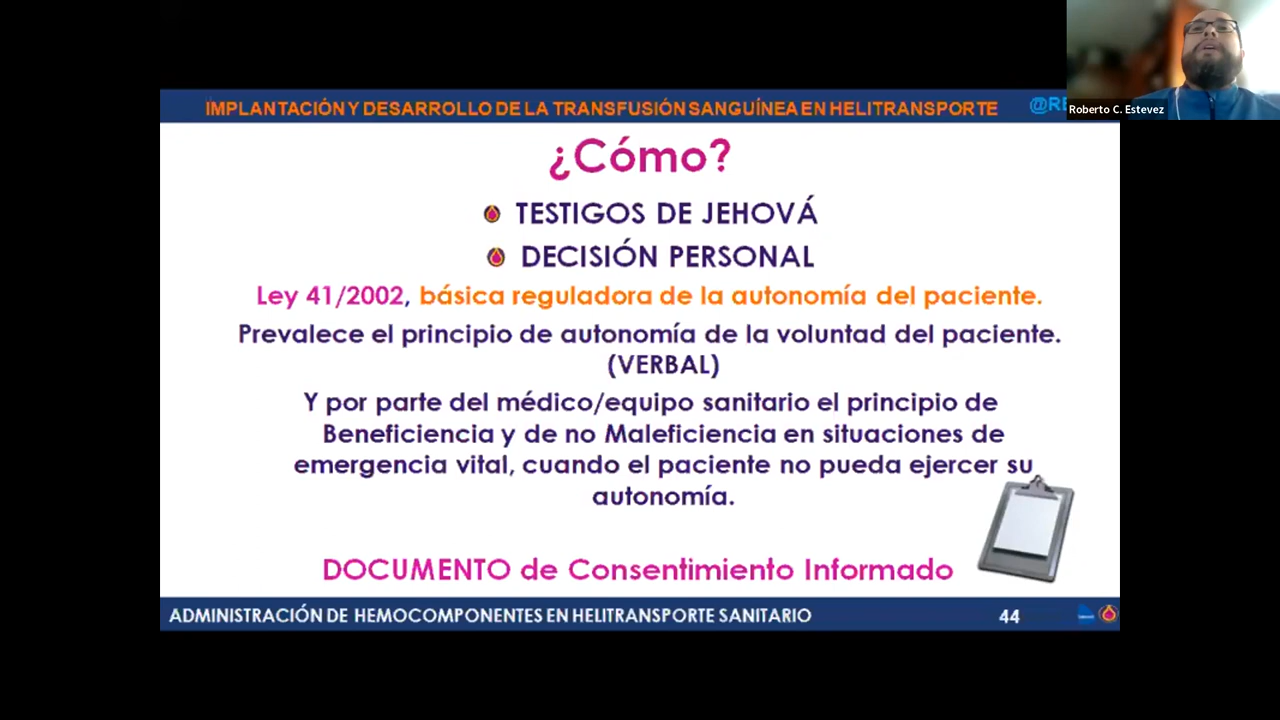 IMPLANTACIÓN Y DESARROLLO DE LA TRANSFUSIÓN SANGUÍNEA EN HELITRANSPORTE
Roberto C. Estevez
¿Cómo?
TESTIGOS DE JEHOVÁ
DECISIÓN PERSONAL
Ley 41/2002, básica reguladora de la autonomía del paciente.
Prevalece el principio de autonomía de la voluntad del paciente.
(VERBAL)
Y por parte del médico/equipo sanitario el principio de
Beneficiencia y de no Maleficiencia en situaciones de
emergencia vital, cuando el paciente no pueda ejercer su
autonomía.
DOCUMENTO de Consentimiento Informado
ADMINISTRACIÓN DE HEMOCOMPONENTES EN HELITRANSPORTE SANITARIO 44